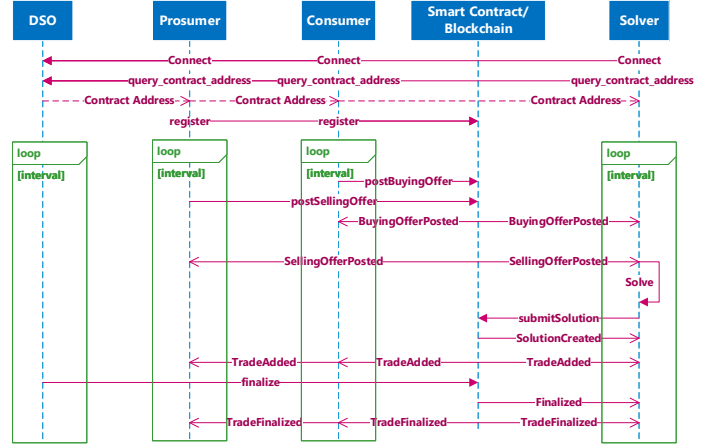 DSO
Prosumer
Consumer
Smart Contract/
Blockchain
Solver
Connect
Connect
Connect
query_contract_address
query_contract_address
query_contract_address
Contract Address
Contract Address
Contract Address
register
register
loop
loop
loop
loop
[interval]
[interval]
[interval]
[interval]
postBuyingOffer
postSellingOffer
BuyingOfferPosted
BuyingOfferPosted
SellingOfferPosted
SellingOfferPosted
Solve
submitSolution
SolutionCreated
TradeAdded
TradeAdded
TradeAdded
finalize
Finalized
TradeFinalized
TradeFinalized
TradeFinalized